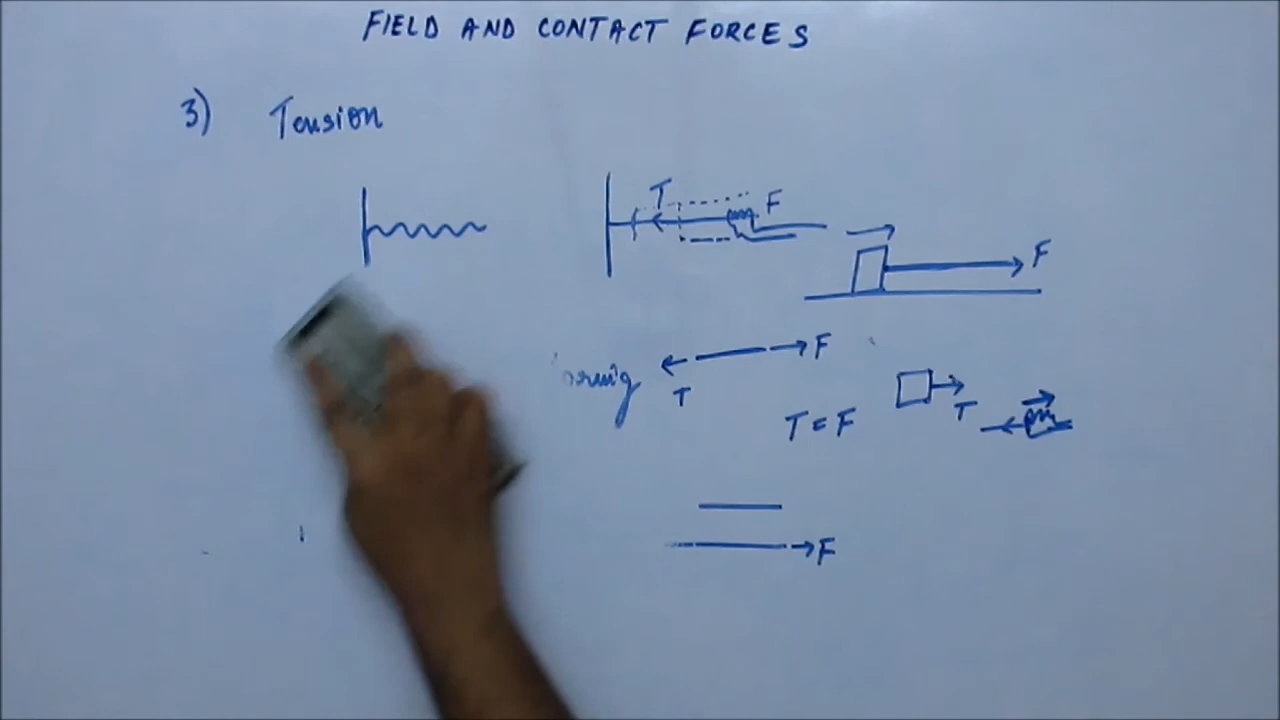 FIELD AND CONTACT FORCES
3) Tension
T F
F
F
T
T
T = F
F